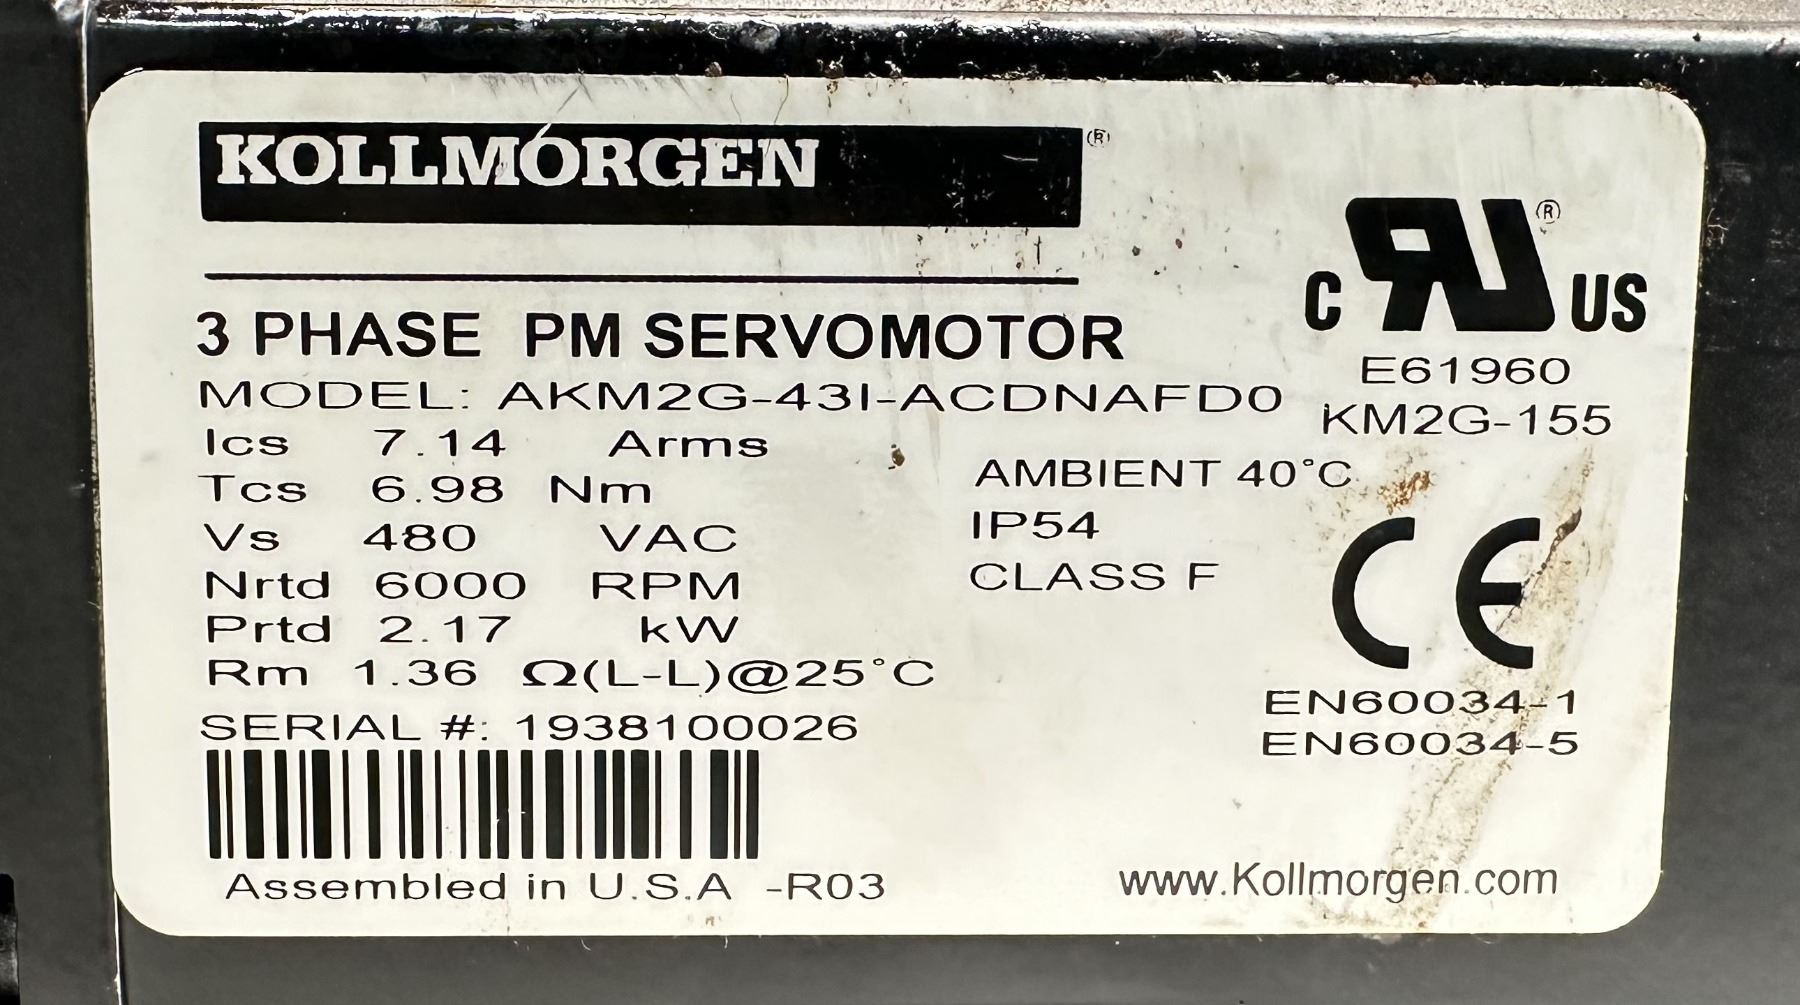 KOLLMORGEN®
3 PHASE PM SERVOMOTOR
MODEL: AKM2G-43I-ACDNAFD0
Ics 7.14 Arms
Tcs 6.98 Nm
Vs 480 VAC
Nrtd 6000 RPM
Prtd 2.17 kW
Rm 1.36 Ω(L-L)@25°C
SERIAL #: 1938100026
Assembled in U.S.A -R03
C RU® US
E61960
KM2G-155
AMBIENT 40°C
IP54
CLASS F
CE
EN60034-1
EN60034-5
www.Kollmorgen.com